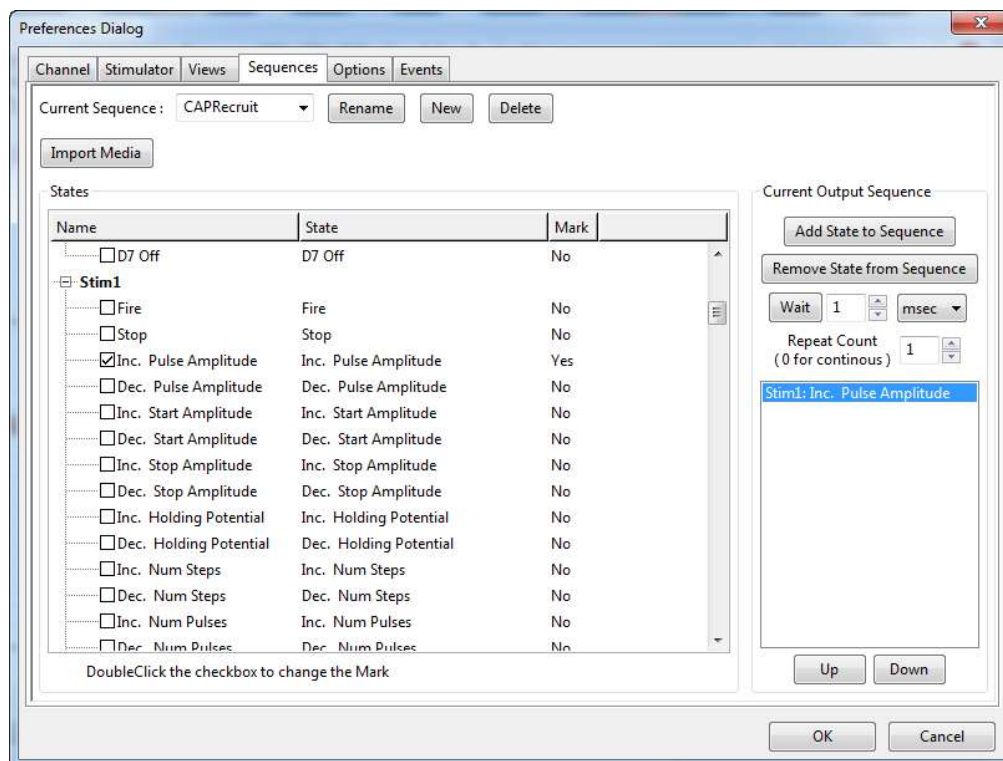 Preferences Dialog
Channel Stimulator Views Sequences Options Events
Current Sequence : CAPRecruit Rename New Delete
Import Media
States
Name State Mark
D7 Off D7 Off No
Stim1
Fire Fire No
Stop Stop No
Inc. Pulse Amplitude Inc. Pulse Amplitude Yes
Dec. Pulse Amplitude Dec. Pulse Amplitude No
Inc. Start Amplitude Inc. Start Amplitude No
Dec. Start Amplitude Dec. Start Amplitude No
Inc. Stop Amplitude Inc. Stop Amplitude No
Dec. Stop Amplitude Dec. Stop Amplitude No
Inc. Holding Potential Inc. Holding Potential No
Dec. Holding Potential Dec. Holding Potential No
Inc. Num Steps Inc. Num Steps No
Dec. Num Steps Dec. Num Steps No
Inc. Num Pulses Inc. Num Pulses No
Dec. Num Pulses Dec. Num Pulses No
DoubleClick the checkbox to change the Mark
Current Output Sequence
Add State to Sequence
Remove State from Sequence
Wait 1 msec
Repeat Count
( 0 for continous ) 1
Stim1: Inc. Pulse Amplitude
Up Down
OK Cancel